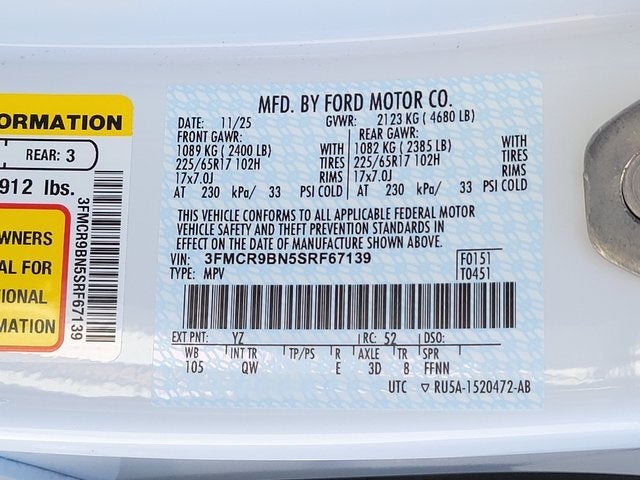 ORMATION
REAR: 3
912 lbs.
WNERS
AL FOR
TIONAL
MATION
3FMCR9BN5SRF67139
MFD. BY FORD MOTOR CO.
DATE: 11/25 GVWR: 2123 KG ( 4680 LB)
FRONT GAWR: REAR GAWR:
1089 KG ( 2400 LB) WITH 1082 KG ( 2385 LB) WITH
225/65R17 102H TIRES 225/65R17 102H TIRES
17x7.0J RIMS 17x7.0J RIMS
AT 230 kPa/ 33 PSI COLD AT 230 kPa/ 33 PSI COLD
THIS VEHICLE CONFORMS TO ALL APPLICABLE FEDERAL MOTOR
VEHICLE SAFETY AND THEFT PREVENTION STANDARDS IN
EFFECT ON THE DATE OF MANUFACTURE SHOWN ABOVE.
VIN: 3FMCR9BN5SRF67139 F0151
TYPE: MPV T0451
EXT PNT: YZ RC: 52 DSO:
WB INT TR TP/PS R AXLE TR SPR
105 QW E 3D 8 FFNN
UTC ▽ RU5A-1520472-AB